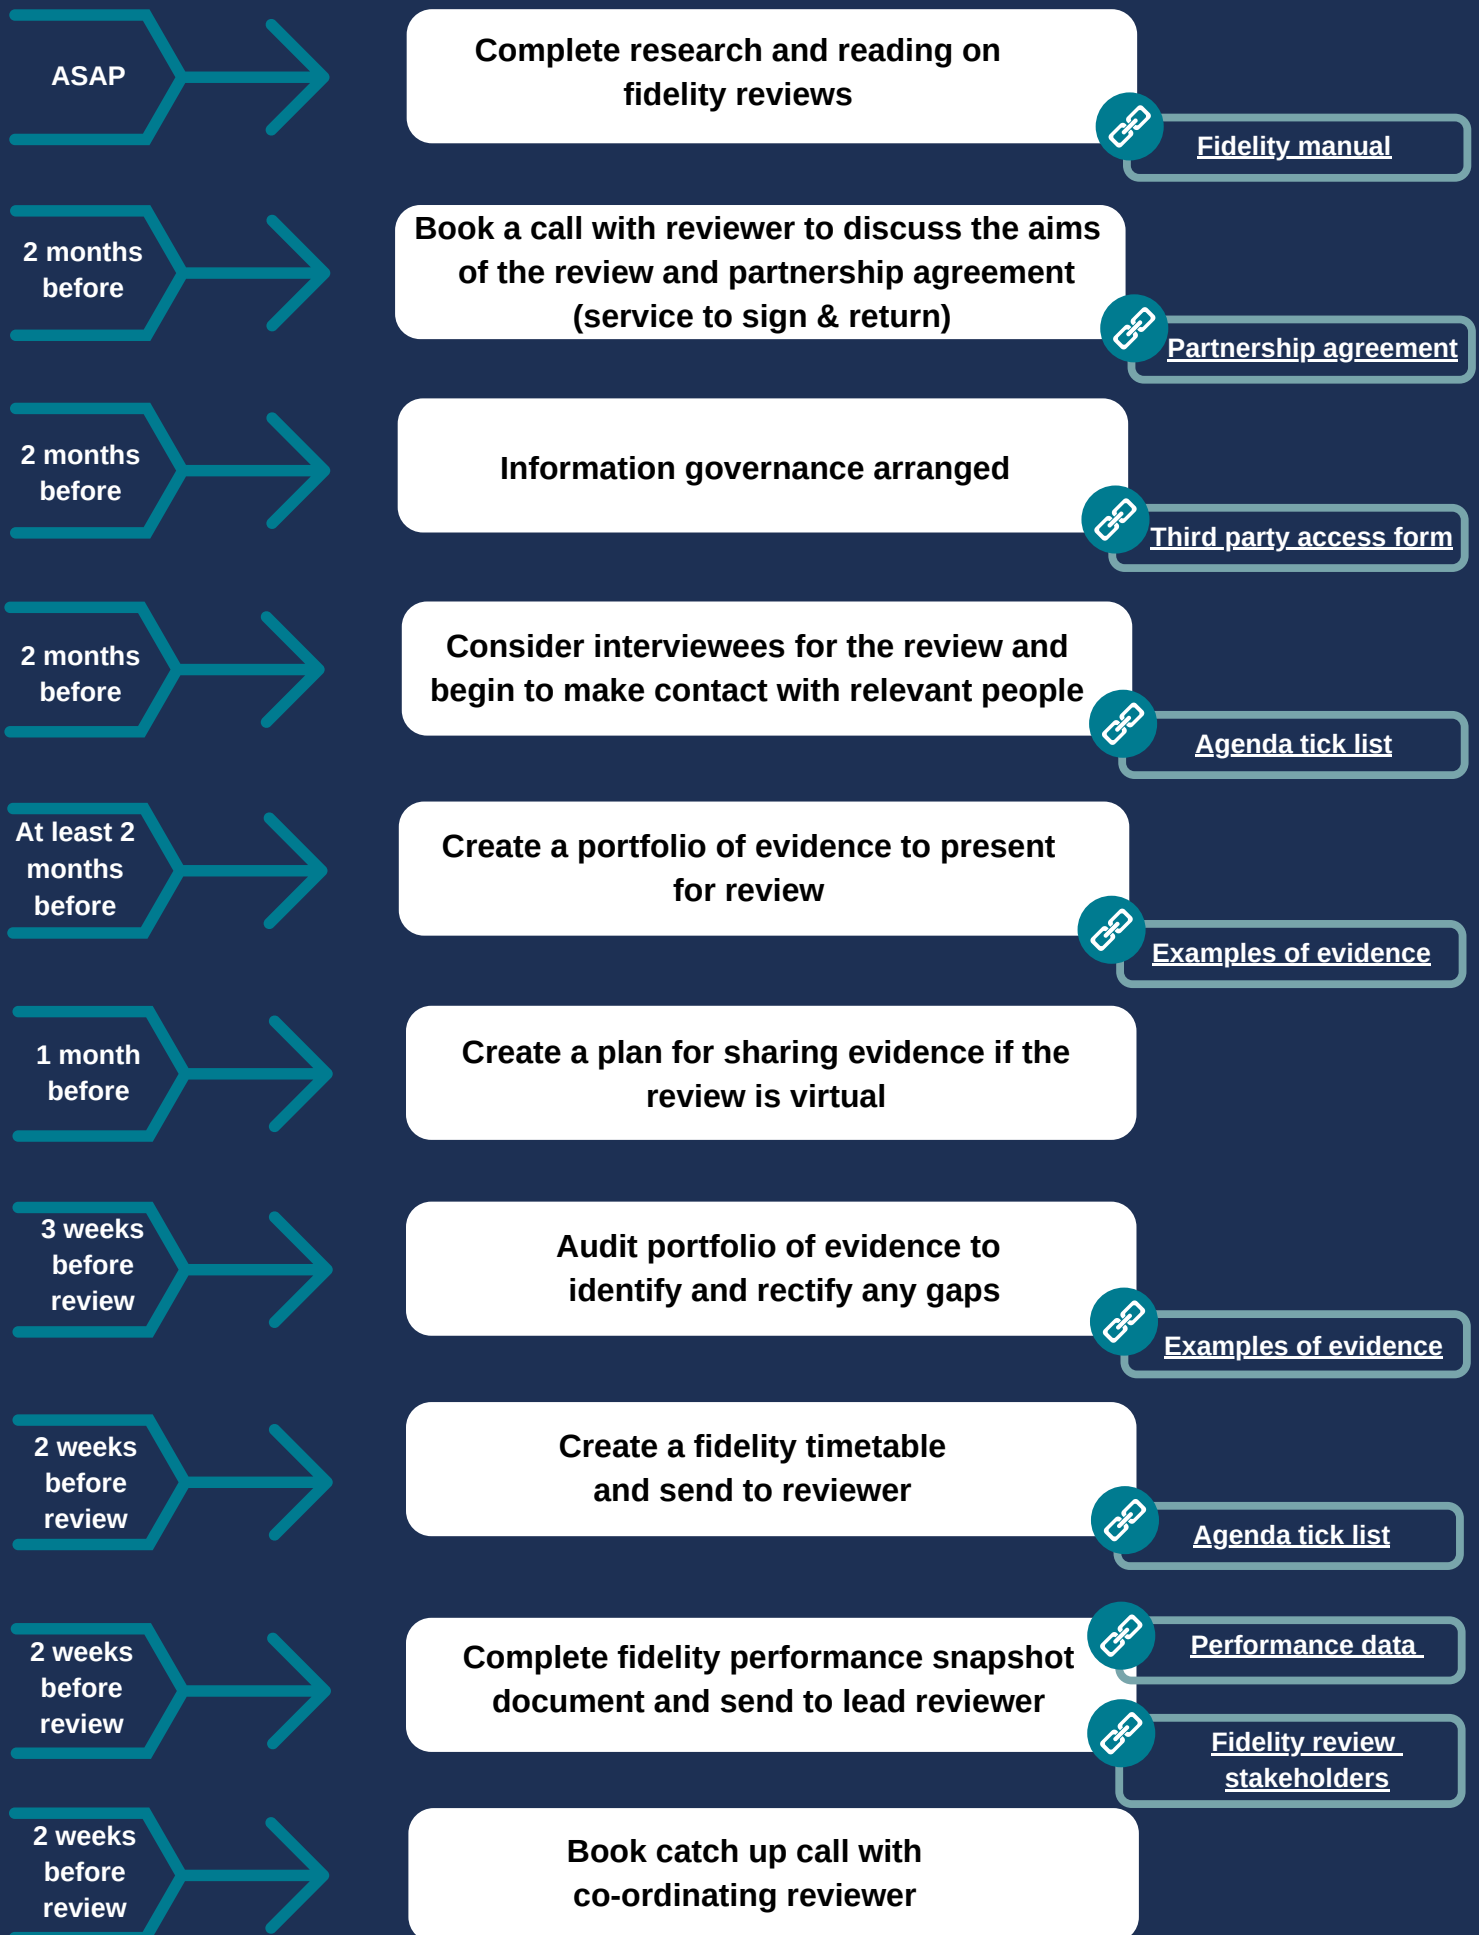 ASAP
Complete research and reading on
fidelity reviews
Fidelity manual
2 months
before
Book a call with reviewer to discuss the aims
of the review and partnership agreement
(service to sign & return)
Partnership agreement
2 months
before
Information governance arranged
Third party access form
2 months
before
Consider interviewees for the review and
begin to make contact with relevant people
Agenda tick list
At least 2
months
before
Create a portfolio of evidence to present
for review
Examples of evidence
1 month
before
Create a plan for sharing evidence if the
review is virtual
3 weeks
before
review
Audit portfolio of evidence to
identify and rectify any gaps
Examples of evidence
2 weeks
before
review
Create a fidelity timetable
and send to reviewer
Agenda tick list
2 weeks
before
review
Complete fidelity performance snapshot
document and send to lead reviewer
Performance data
Fidelity review
stakeholders
2 weeks
before
review
Book catch up call with
co-ordinating reviewer